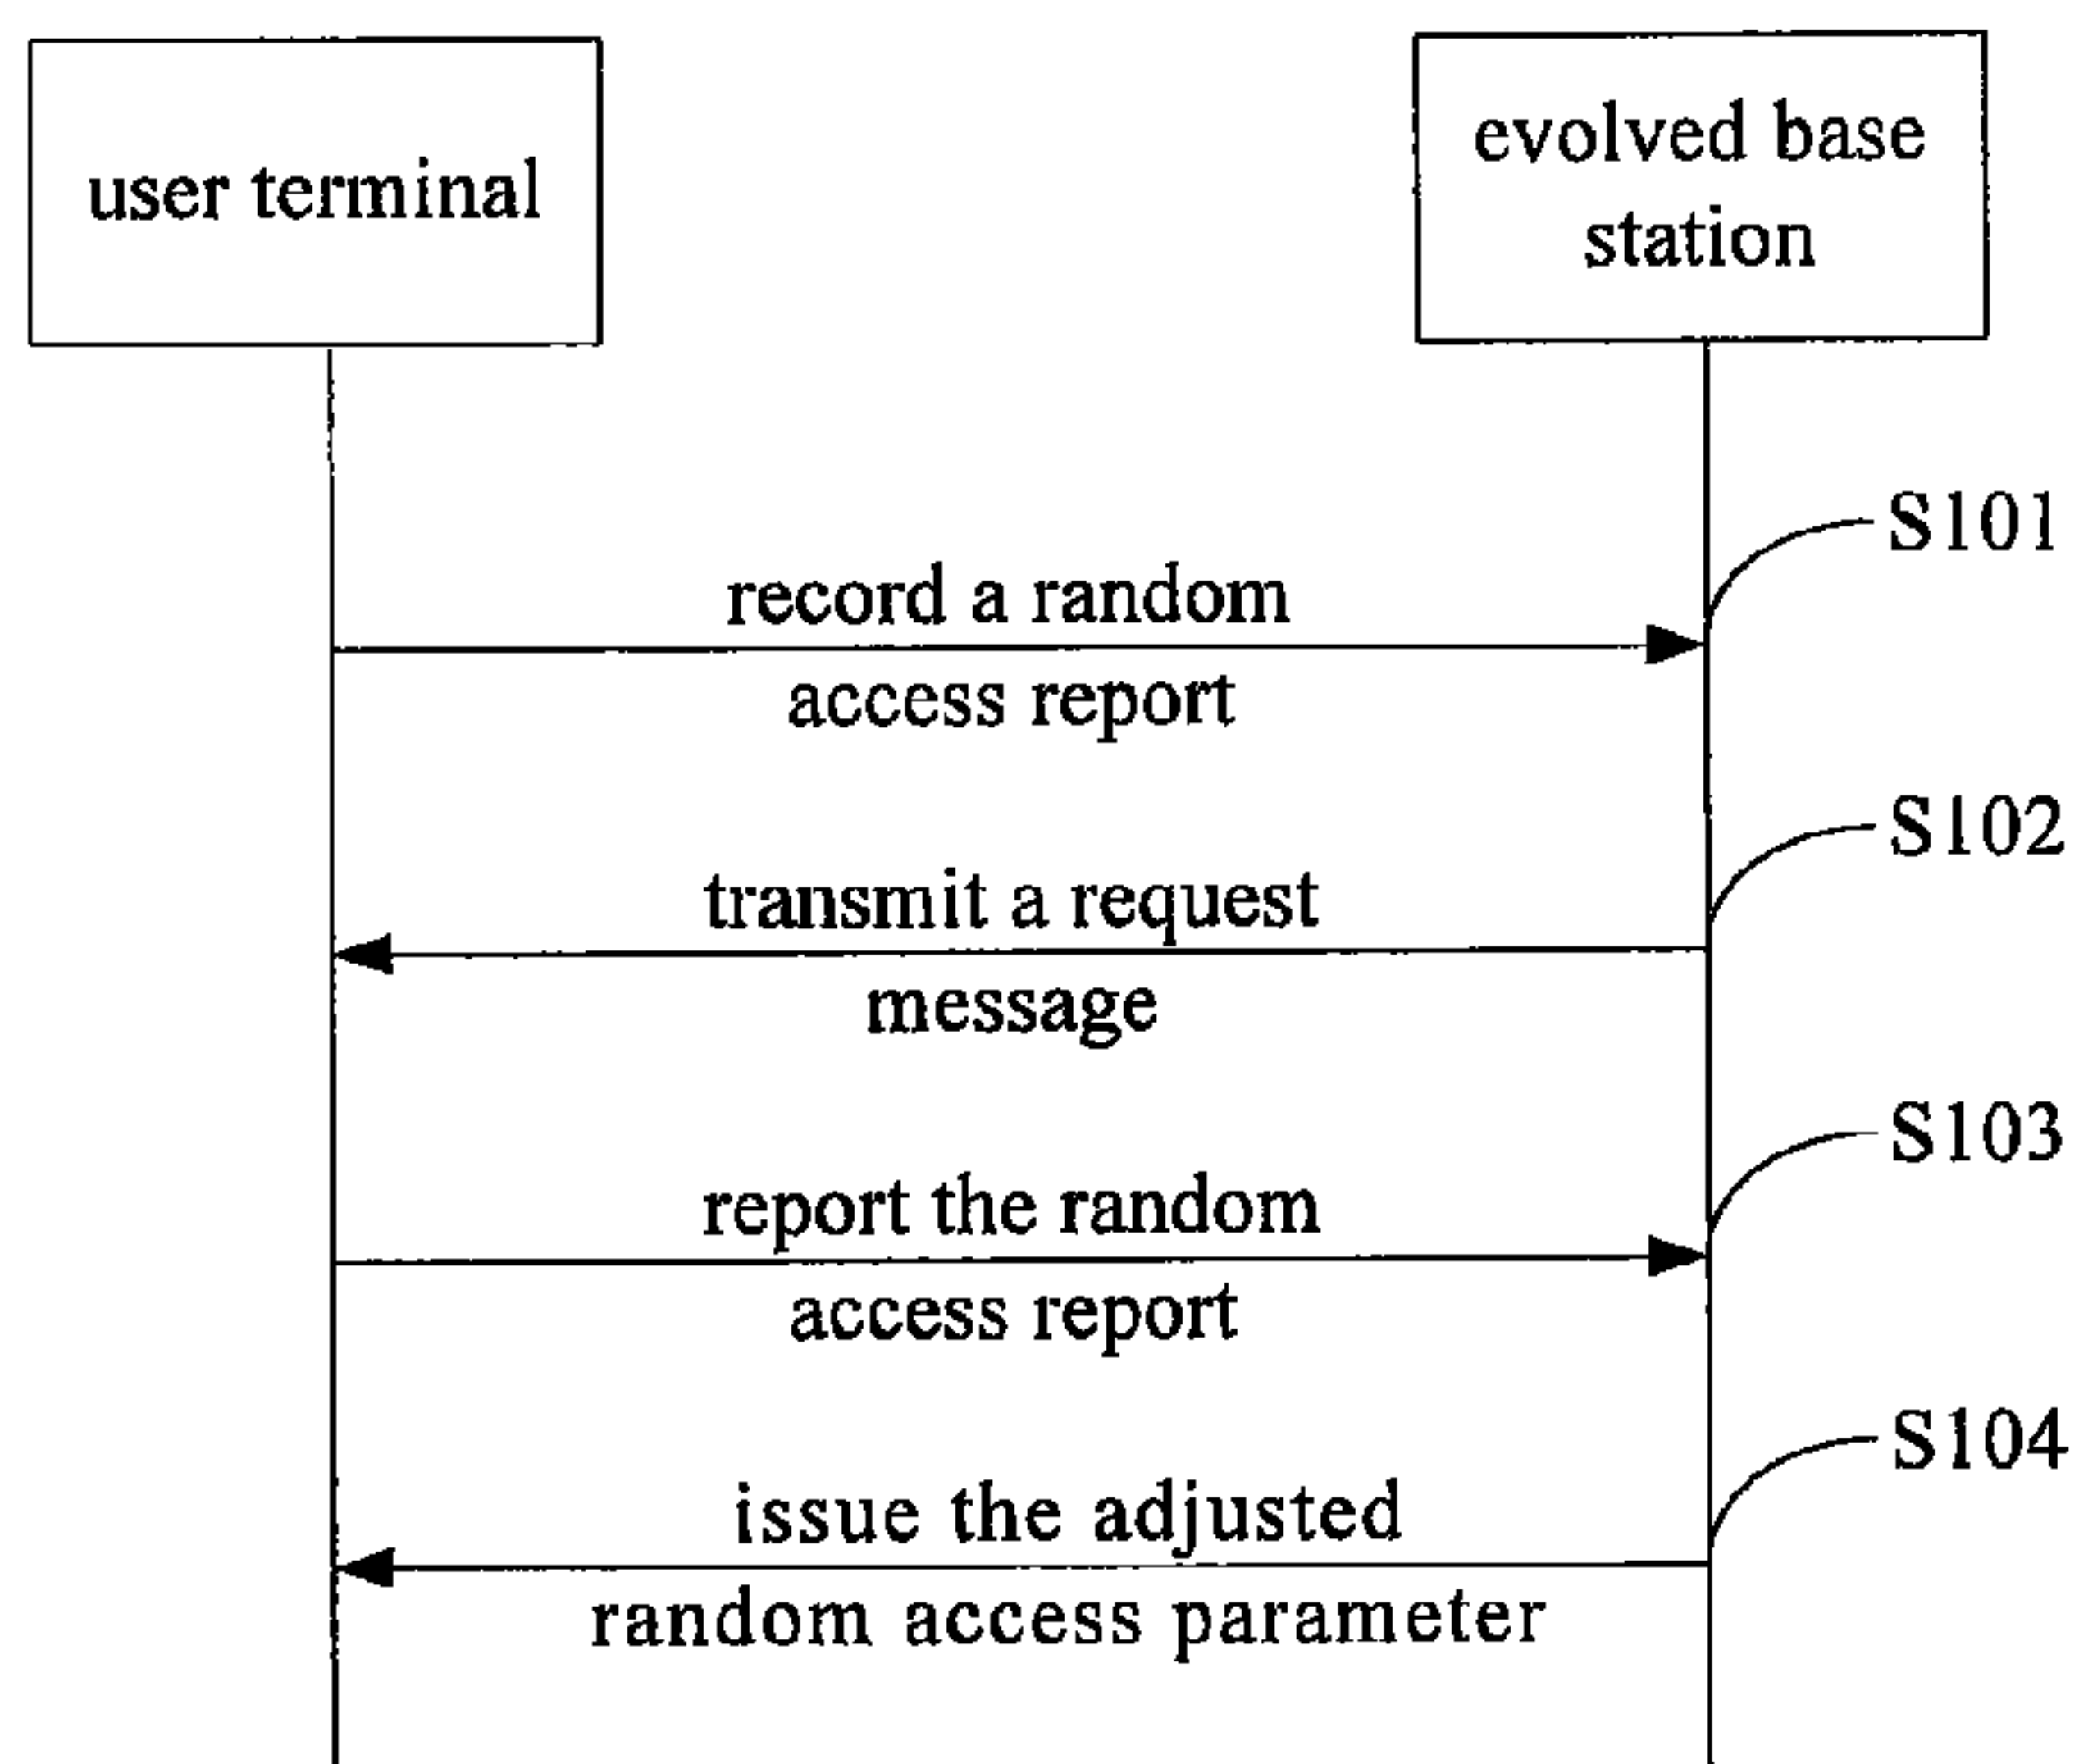 user terminal
evolved base
station
S101
record a random
access report
S102
transmit a request
message
S103
report the random
access report
S104
issue the adjusted
random access parameter